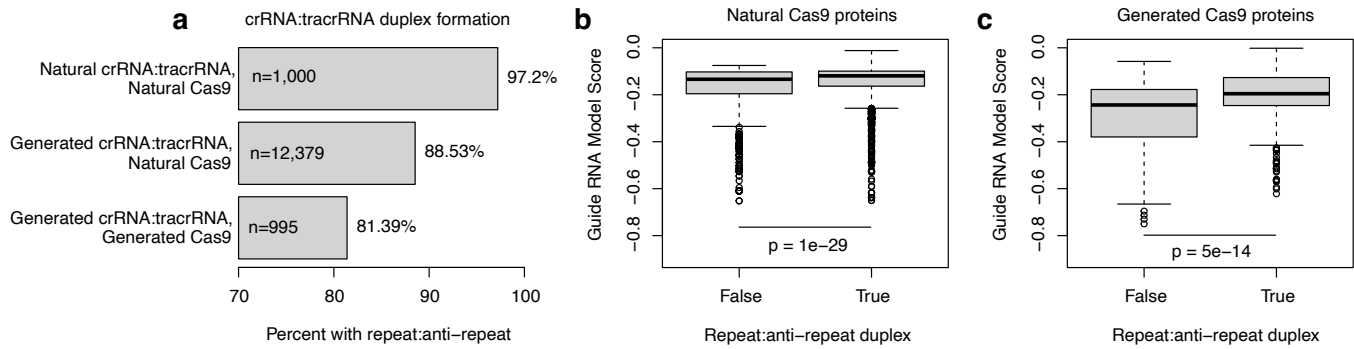 a
crRNA:tracrRNA duplex formation
Natural crRNA:tracrRNA,
Natural Cas9
n=1,000
97.2%
Generated crRNA:tracrRNA,
Natural Cas9
n=12,379
88.53%
Generated crRNA:tracrRNA,
Generated Cas9
n=995
81.39%
70 80 90 100
Percent with repeat:anti−repeat
b
Natural Cas9 proteins
Guide RNA Model Score
0.0
−0.2
−0.4
−0.6
−0.8
p = 1e−29
False True
Repeat:anti−repeat duplex
c
Generated Cas9 proteins
Guide RNA Model Score
0.0
−0.2
−0.4
−0.6
−0.8
p = 5e−14
False True
Repeat:anti−repeat duplex